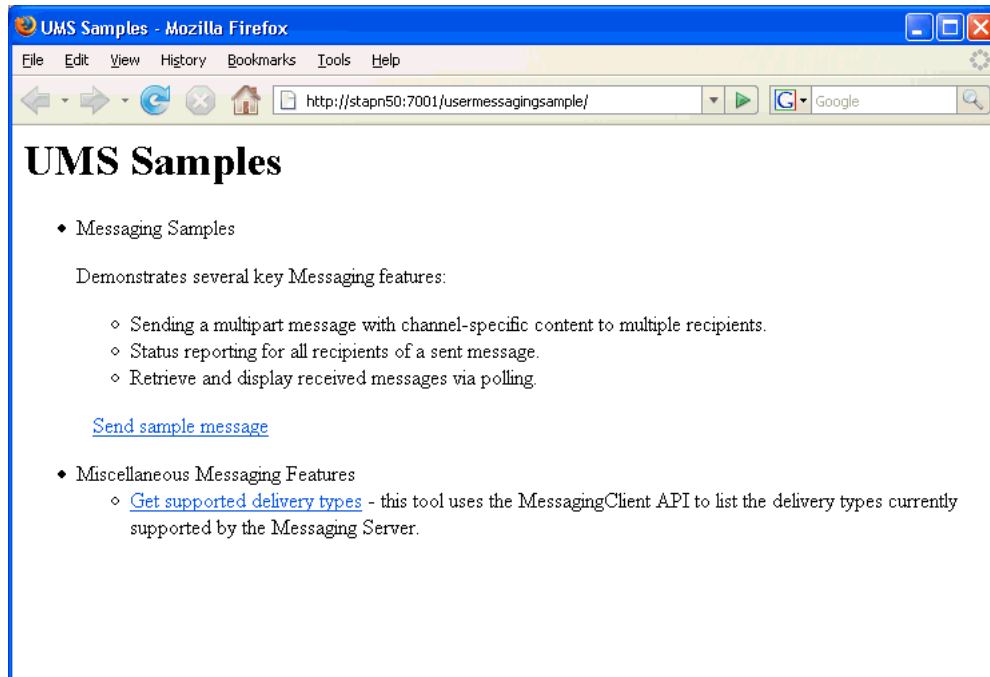 UMS Samples - Mozilla Firefox
File Edit View History Bookmarks Tools Help
http://stapn50:7001/usermessagingsample/
G Google
UMS Samples
Messaging Samples
Demonstrates several key Messaging features:
Sending a multipart message with channel-specific content to multiple recipients.
Status reporting for all recipients of a sent message.
Retrieve and display received messages via polling.
Send sample message
Miscellaneous Messaging Features
Get supported delivery types - this tool uses the MessagingClient API to list the delivery types currently
supported by the Messaging Server.